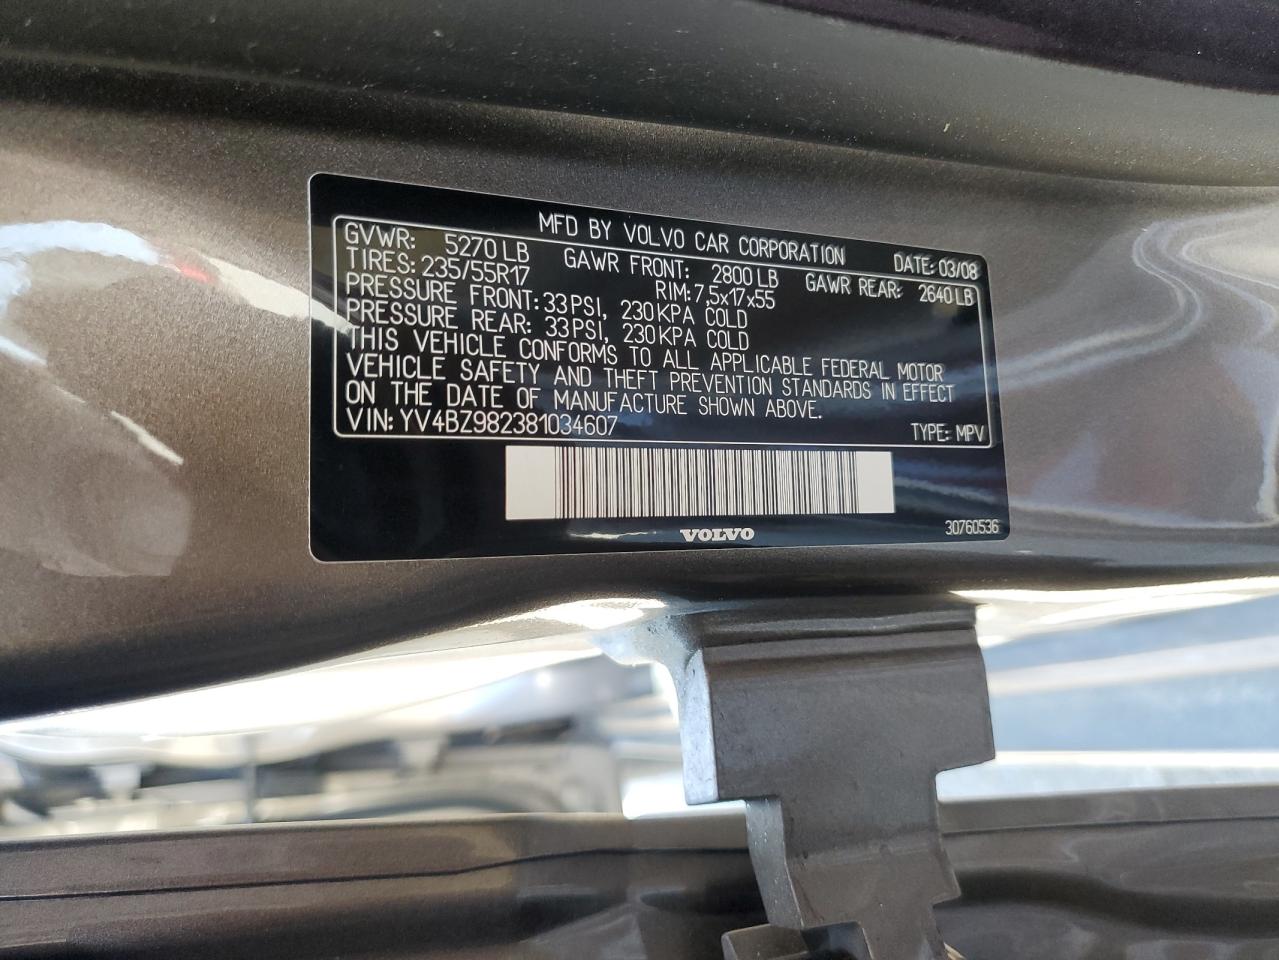 MFD BY VOLVO CAR CORPORATION DATE: 03/08
GVWR: 5270 LB GAWR FRONT: 2800 LB GAWR REAR: 2640 LB
TIRES: 235/55R17 RIM: 7,5x17x55
PRESSURE FRONT: 33 PSI, 230 KPA COLD
PRESSURE REAR: 33 PSI, 230 KPA COLD
THIS VEHICLE CONFORMS TO ALL APPLICABLE FEDERAL MOTOR
VEHICLE SAFETY AND THEFT PREVENTION STANDARDS IN EFFECT
ON THE DATE OF MANUFACTURE SHOWN ABOVE.
VIN: YV4BZ982381034607 TYPE: MPV
VOLVO
30760536